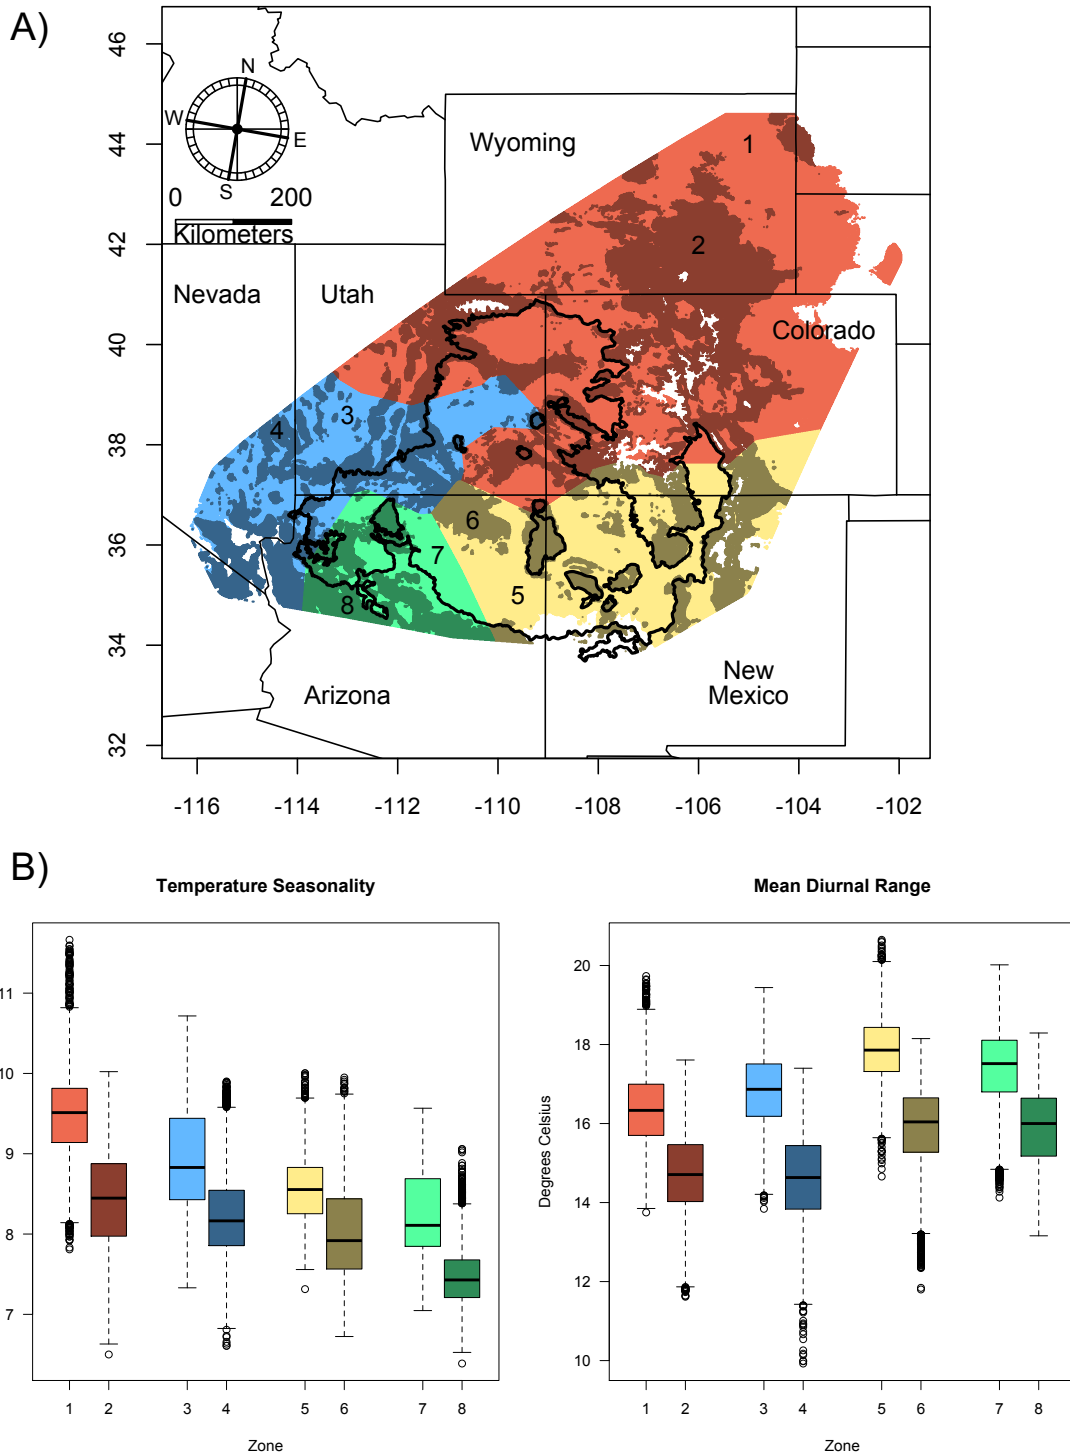 A)
46
44
42
40
38
36
34
32
N
W
E
S
0 200
Kilometers
Wyoming
Nevada
Utah
Colorado
Arizona
New
Mexico
1
2
3
4
6
7
5
8
-116 -114 -112 -110 -108 -106 -104 -102
B)
Temperature Seasonality
11
10
9
8
7
1 2 3 4 5 6 7 8
Zone
Mean Diurnal Range
Degrees Celsius
20
18
16
14
12
10
1 2 3 4 5 6 7 8
Zone